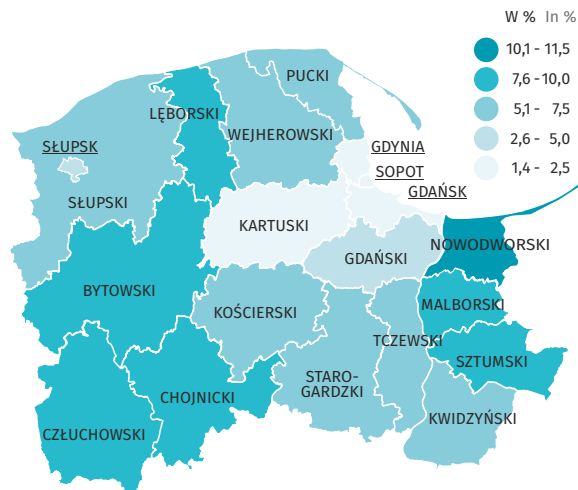 W % In %
10,1 - 11,5
7,6 - 10,0
5,1 - 7,5
2,6 - 5,0
1,4 - 2,5
PUCKI
LĘBORSKI
WEJHEROWSKI
SŁUPSK
GDYNIA
SOPOT
GDAŃSK
SŁUPSKI
KARTUSKI
NOWODWORSKI
GDAŃSKI
BYTOWSKI
MALBORSKI
KOŚCIERSKI
TCZEWSKI
SZTUMSKI
STARO-
GARDZKI
CHOJNICKI
KWIDZYŃSKI
CZŁUCHOWSKI